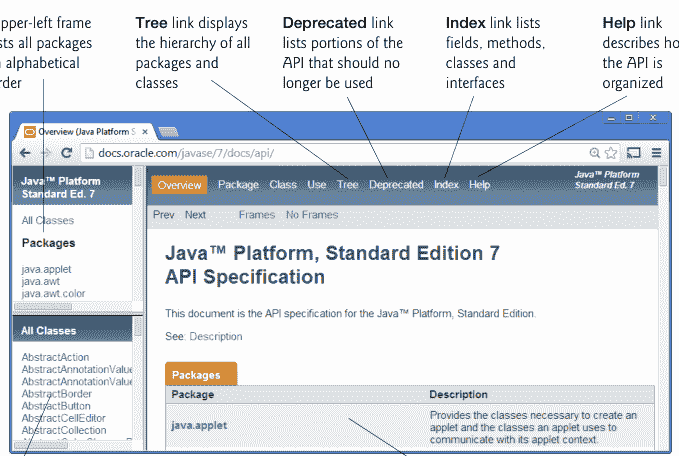 pper-left frame
sts all packages
alphabetical
rder
Tree link displays
the hierarchy of all
packages and
classes
Deprecated link
lists portions of the
API that should no
longer be used
Index link lists
fields, methods,
classes and
interfaces
Help link
describes ho
the API is
organized
Overview (Java Platform S
docs.oracle.com/javase/7/docs/api/
Java™ Platform
Standard Ed. 7
All Classes
Packages
java.applet
java.awt
java.awt.color
All Classes
AbstractAction
AbstractAnnotationValue
AbstractAnnotationValue
AbstractBorder
AbstractButton
AbstractCellEditor
AbstractCollection
Overview Package Class Use Tree Deprecated Index Help
Java™ Platform
Standard Ed. 7
Prev Next Frames No Frames
Java™ Platform, Standard Edition 7
API Specification
This document is the API specification for the Java™ Platform, Standard Edition.
See: Description
Packages
Package Description
java.applet
Provides the classes necessary to create an
applet and the classes an applet uses to
communicate with its applet context.